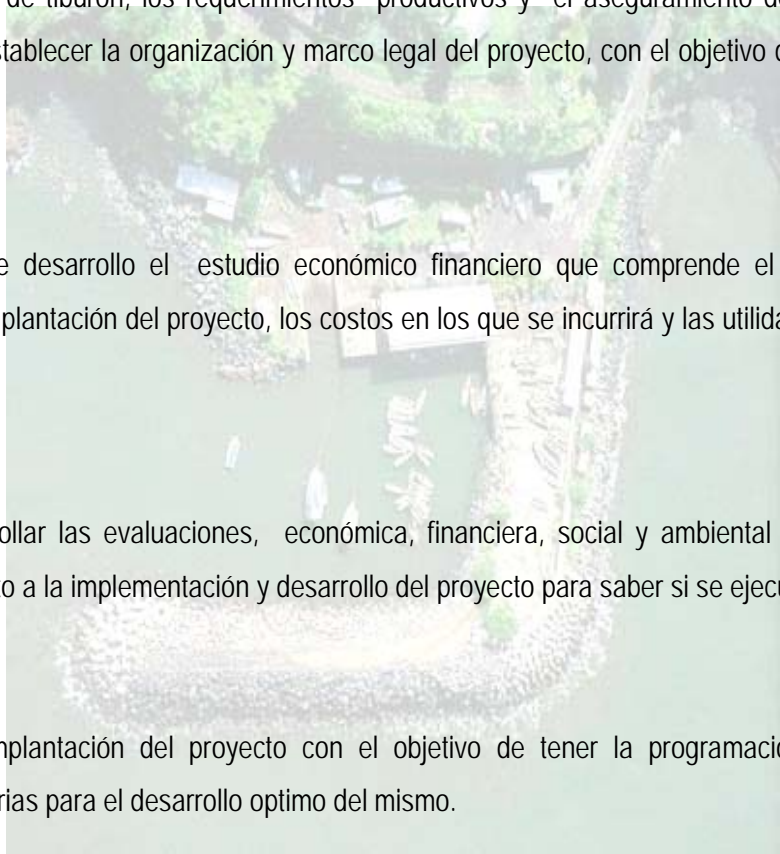 de tiburón, los requerimientos productivos y el aseguramiento d
stablecer la organización y marco legal del proyecto, con el objetivo
e desarrollo el estudio económico financiero que comprende el
plantación del proyecto, los costos en los que se incurrirá y las utilida
ollar las evaluaciones, económica, financiera, social y ambiental
to a la implementación y desarrollo del proyecto para saber si se ejecu
nplantación del proyecto con el objetivo de tener la programació
rias para el desarrollo optimo del mismo.